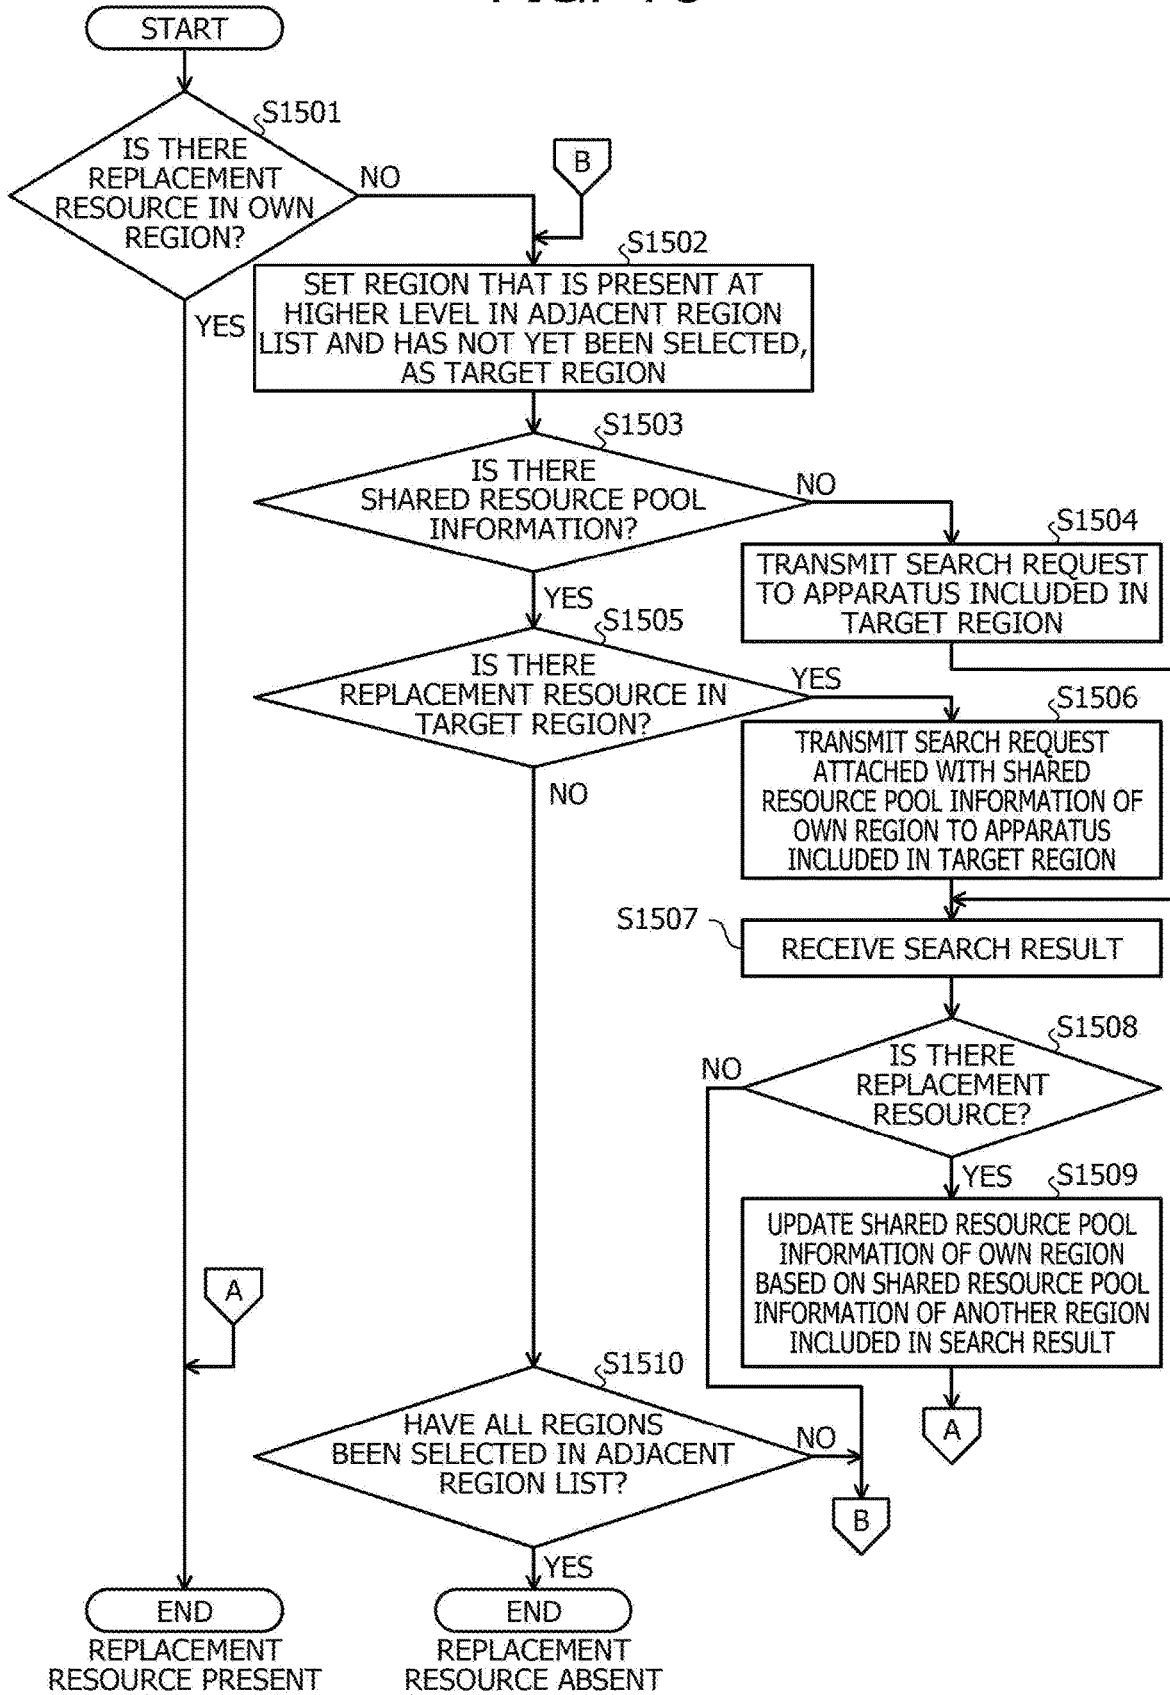 START
S1501
IS THERE
REPLACEMENT
RESOURCE IN OWN
REGION?
NO
B
YES
S1502
SET REGION THAT IS PRESENT AT
HIGHER LEVEL IN ADJACENT REGION
LIST AND HAS NOT YET BEEN SELECTED,
AS TARGET REGION
S1503
IS THERE
SHARED RESOURCE POOL
INFORMATION?
NO
YES
S1504
TRANSMIT SEARCH REQUEST
TO APPARATUS INCLUDED IN
TARGET REGION
S1505
IS THERE
REPLACEMENT RESOURCE IN
TARGET REGION?
YES
NO
S1506
TRANSMIT SEARCH REQUEST
ATTACHED WITH SHARED
RESOURCE POOL INFORMATION OF
OWN REGION TO APPARATUS
INCLUDED IN TARGET REGION
S1507
RECEIVE SEARCH RESULT
S1508
IS THERE
REPLACEMENT
RESOURCE?
NO
YES
S1509
UPDATE SHARED RESOURCE POOL
INFORMATION OF OWN REGION
BASED ON SHARED RESOURCE POOL
INFORMATION OF ANOTHER REGION
INCLUDED IN SEARCH RESULT
A
A
S1510
HAVE ALL REGIONS
BEEN SELECTED IN ADJACENT
REGION LIST?
NO
B
YES
END
REPLACEMENT
RESOURCE PRESENT
END
REPLACEMENT
RESOURCE ABSENT